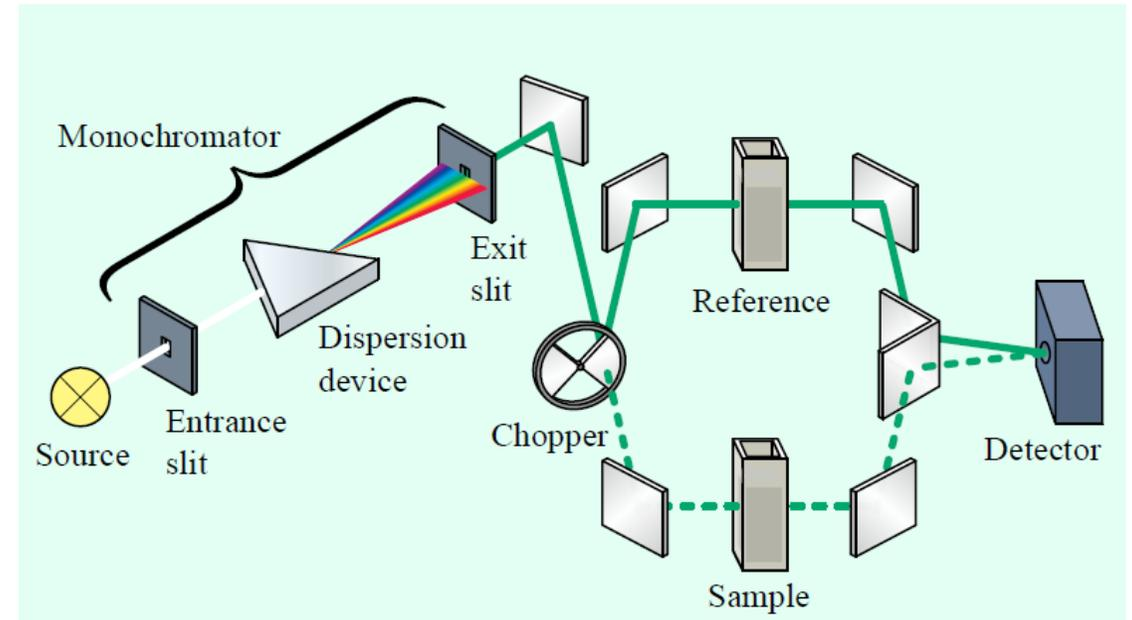 Monochromator
Exit
slit
Reference
Dispersion
device
Entrance
slit
Source
Chopper
Detector
Sample